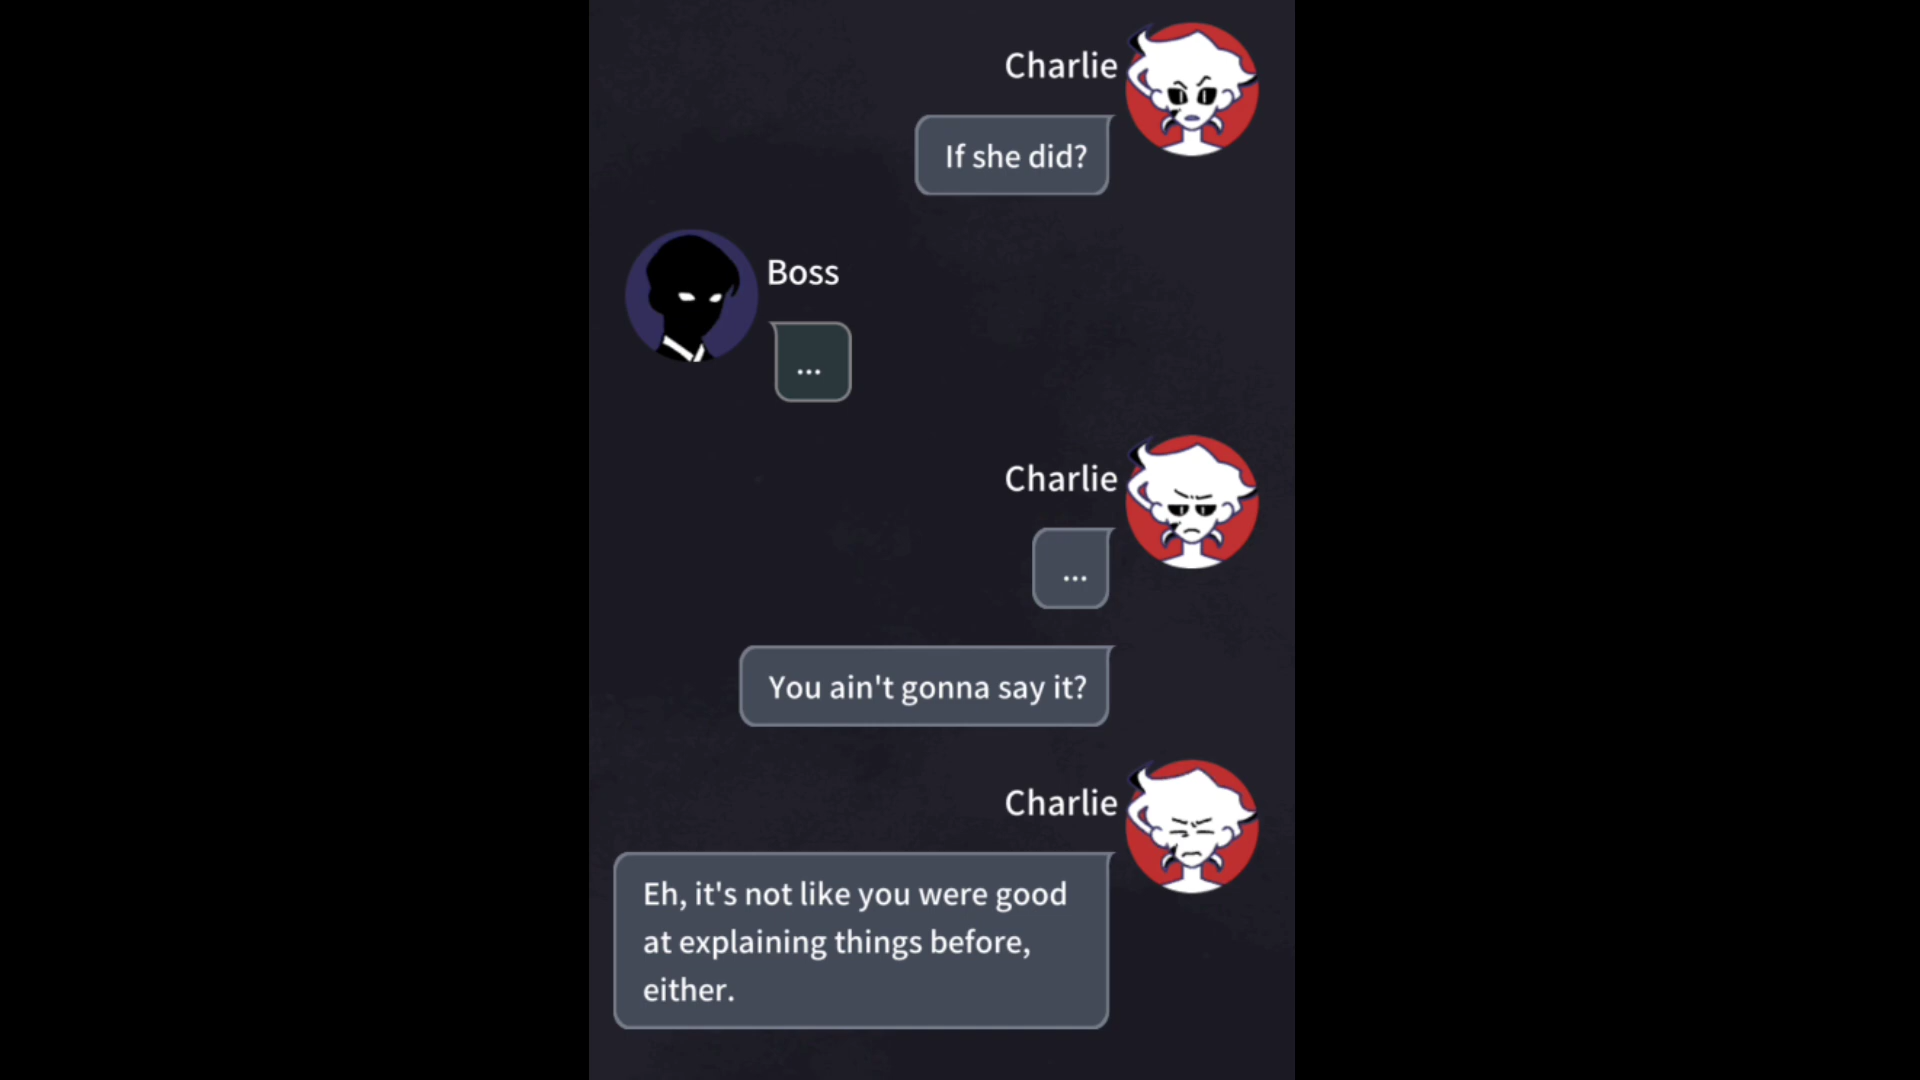 Charlie
If she did?
Boss
...
Charlie
...
You ain't gonna say it?
Charlie
Eh, it's not like you were good
at explaining things before,
either.